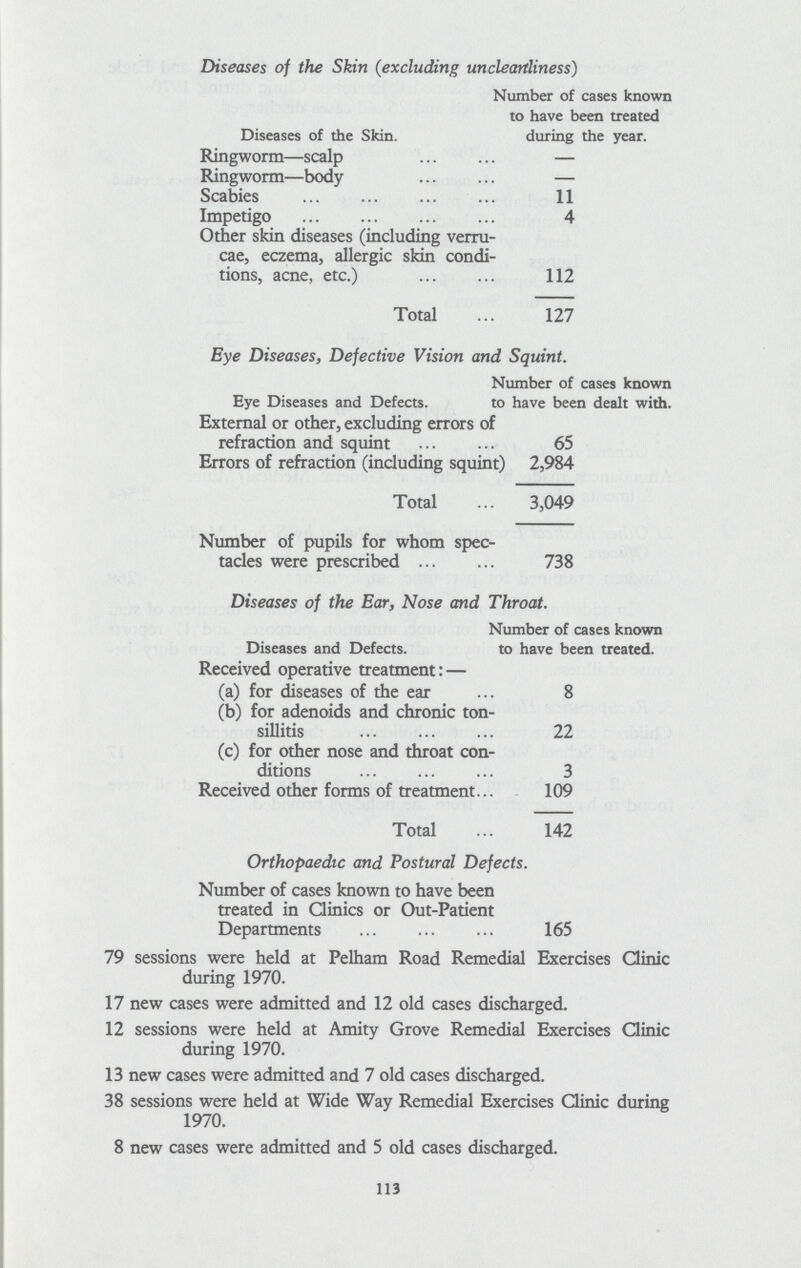 Diseases of the Skin (excluding uncleanliness)
Number of cases known
to have been treated
Diseases of the Skin. during the year.
Ringworm—scalp ... ... —
Ringworm—body ... ... —
Scabies ... ... ... ... 11
Impetigo ... ... ... ... 4
Other skin diseases (including verru-
cae, eczema, allergic skin condi-
tions, acne, etc.) ... ... 112
Total ... 127
Eye Diseases, Defective Vision and Squint.
Number of cases known
Eye Diseases and Defects. to have been dealt with.
External or other, excluding errors of
refraction and squint ... ... 65
Errors of refraction (including squint) 2,984
Total ... 3,049
Number of pupils for whom spec-
tacles were prescribed ... ... 738
Diseases of the Ear, Nose and Throat.
Number of cases known
Diseases and Defects. to have been treated.
Received operative treatment:—
(a) for diseases of the ear ... 8
(b) for adenoids and chronic ton-
sillitis ... ... ... 22
(c) for other nose and throat con-
ditions ... ... ... 3
Received other forms of treatment... 109
Total ... 142
Orthopaedic and Postural Defects.
Number of cases known to have been
treated in Clinics or Out-Patient
Departments ... ... ... 165
79 sessions were held at Pelham Road Remedial Exercises Clinic
during 1970.
17 new cases were admitted and 12 old cases discharged.
12 sessions were held at Amity Grove Remedial Exercises Clinic
during 1970.
13 new cases were admitted and 7 old cases discharged.
38 sessions were held at Wide Way Remedial Exercises Clinic during
1970.
8 new cases were admitted and 5 old cases discharged.
113